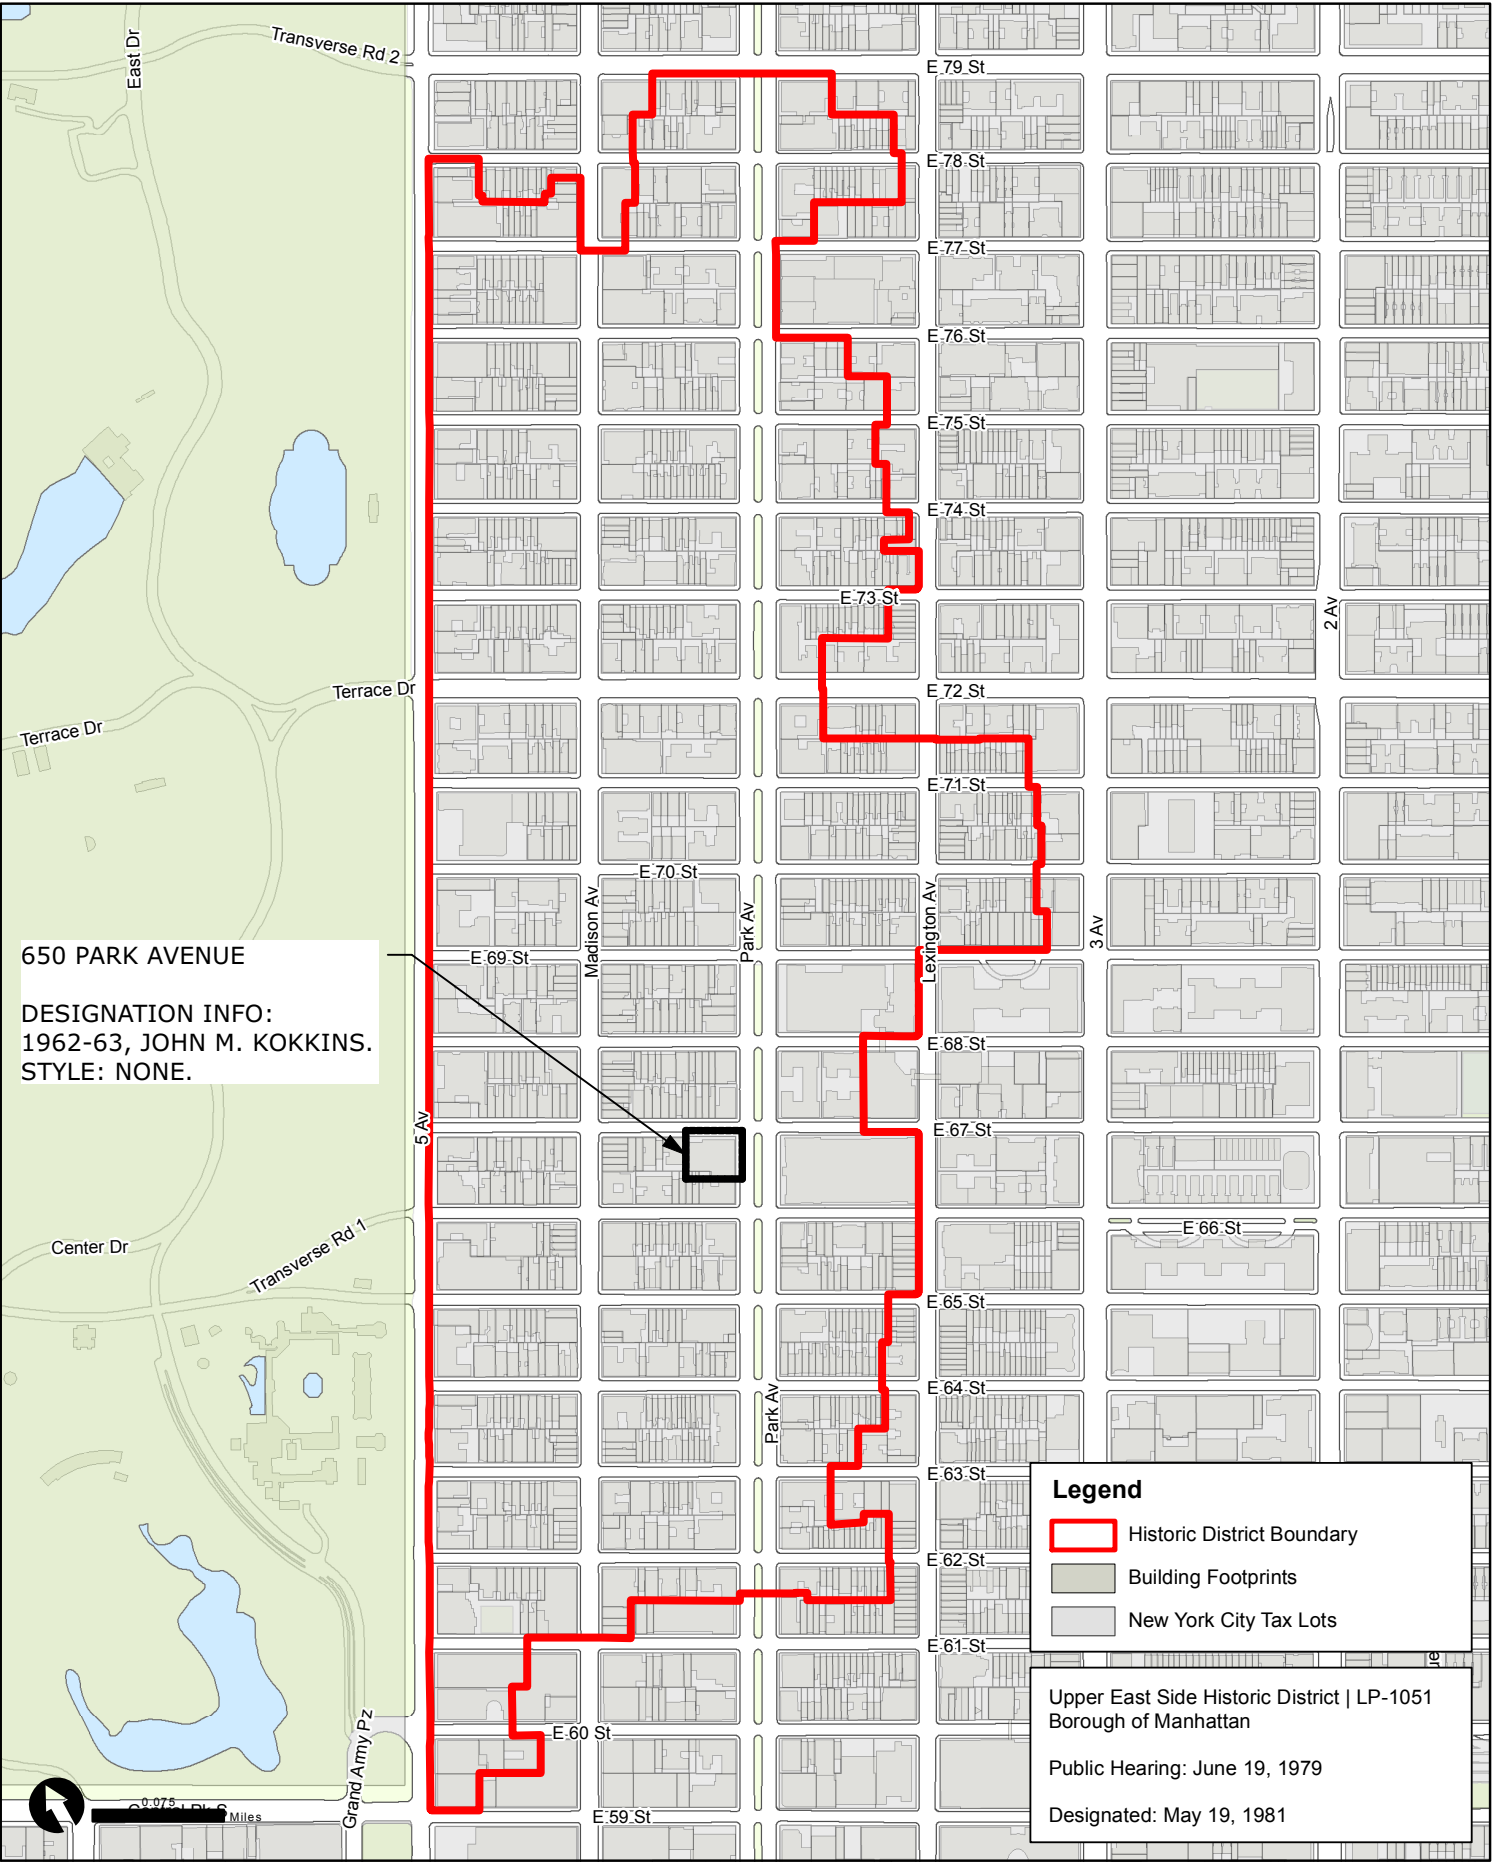 East Dr
Transverse Rd 2
E 79 St
E 78 St
E 77 St
E 76 St
E 75 St
E 74 St
E 73 St
2 Av
E 72 St
Terrace Dr
Terrace Dr
E 71 St
E 70 St
Madison Av
Park Av
Lexington Av
3 Av
650 PARK AVENUE
DESIGNATION INFO:
1962-63, JOHN M. KOKKINS.
STYLE: NONE.
E 69 St
E 68 St
5 Av
E 67 St
E 66 St
Center Dr
Transverse Rd 1
E 65 St
E 64 St
Park Av
E 63 St
Legend
Historic District Boundary
Building Footprints
New York City Tax Lots
E 62 St
E 61 St
ue
Upper East Side Historic District | LP-1051
Borough of Manhattan
Public Hearing: June 19, 1979
Designated: May 19, 1981
E 60 St
Grand Army Pz
0.075
Central Pk S
Miles
E 59 St